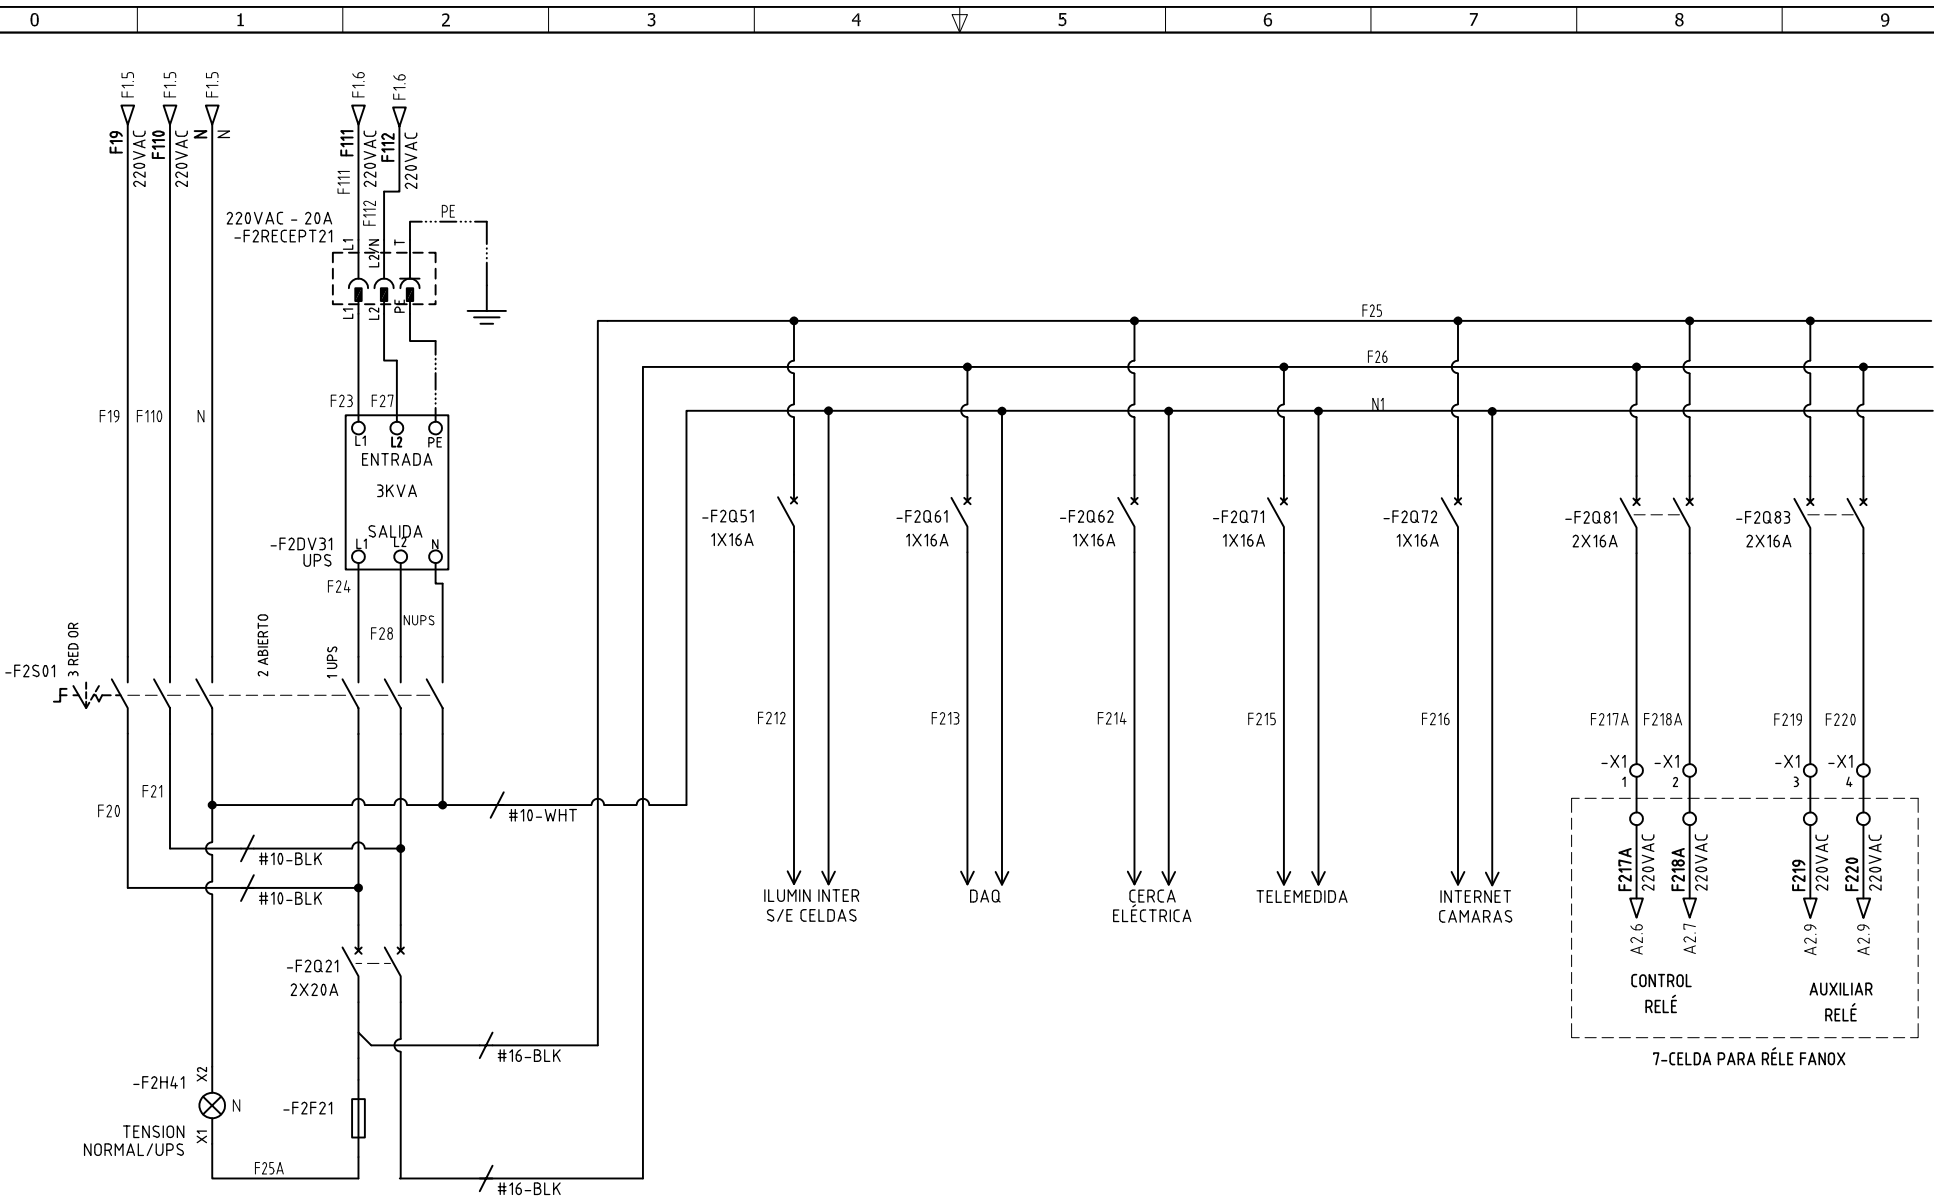 0 1 2 3 4 5 6 7 8 9
F1.5 F1.5 F1.5 F1.6 F1.6
F19 220VAC F110 220VAC N N F111 220VAC F112 220VAC
F111 F112
220VAC - 20A
-F2RECEPT21
L1 L2/N T PE
L1 L2 PE
F25
F26
N1
F19 F110 N F23 F27
L1 L2 PE
ENTRADA
3KVA
SALIDA
L1 L2 N
-F2DV31
UPS
F24
F28
NUPS
-F2S01
3 RED OR
2 ABIERTO
1 UPS
-F2Q51
1X16A
-F2Q61
1X16A
-F2Q62
1X16A
-F2Q71
1X16A
-F2Q72
1X16A
-F2Q81
2X16A
-F2Q83
2X16A
F212 F213 F214 F215 F216 F217A F218A F219 F220
-X1
1
-X1
2
-X1
3
-X1
4
F20
F21
#10-WHT
#10-BLK
#10-BLK
F217A 220VAC F218A 220VAC F219 220VAC F220 220VAC
ILUMIN INTER
S/E CELDAS
DAQ
CERCA
ELÉCTRICA
TELEMEDIDA
INTERNET
CAMARAS
A2.6 A2.7 A2.9 A2.9
CONTROL
RELÉ
AUXILIAR
RELÉ
7-CELDA PARA RÉLE FANOX
-F2Q21
2X20A
#16-BLK
-F2H41
X2
N
X1
TENSION
NORMAL/UPS
-F2F21
F25A
#16-BLK